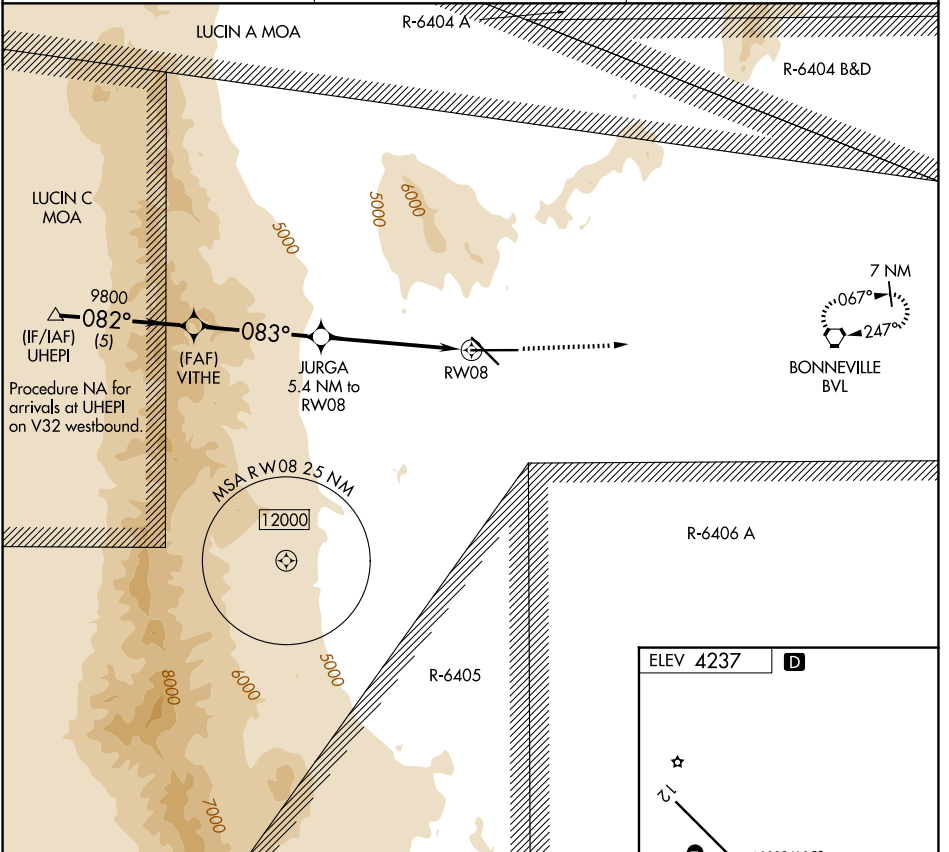 LUCIN A MOA
R-6404 A
R-6404 B&D
LUCIN C
MOA
5000
6000
5000
7 NM
067°
247°
BONNEVILLE
BVL
9800
082°
(5)
(IF/IAF)
UHEPI
083°
(FAF)
VITHE
JURGA
5.4 NM to
RW08
RW08
Procedure NA for
arrivals at UHEPI
on V32 westbound.
MSA RW08 25 NM
12000
R-6406 A
R-6405
8000
6000
5000
7000
ELEV 4237
D
12